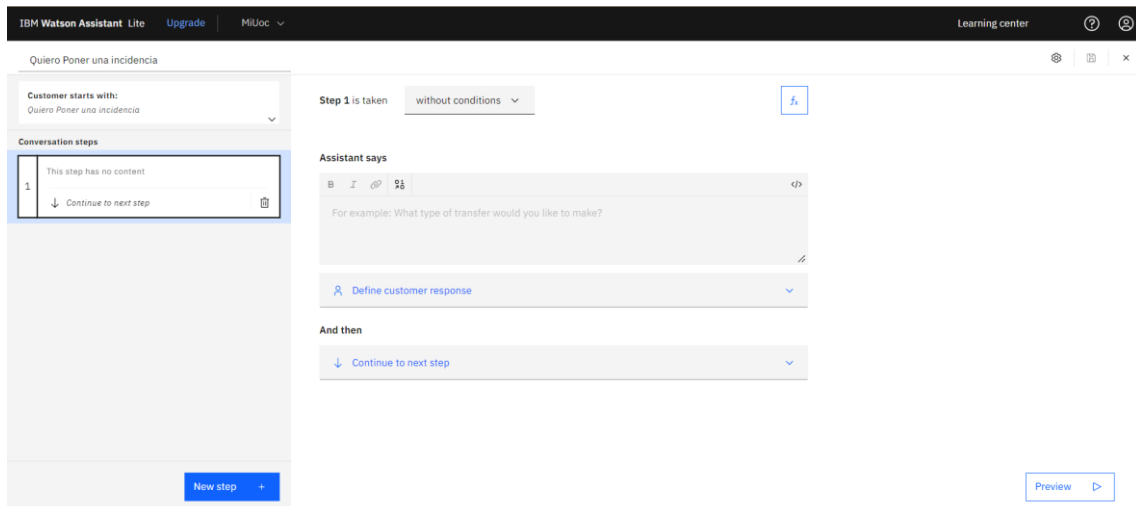 IBM Watson Assistant Lite Upgrade MiUoc Learning center
Quiero Poner una incidencia
Customer starts with:
Quiero Poner una incidencia
Conversation steps
1
This step has no content
Continue to next step
New step +
Step 1 is taken without conditions fx
Assistant says
B I </>
For example: What type of transfer would you like to make?
Define customer response
And then
Continue to next step
Preview